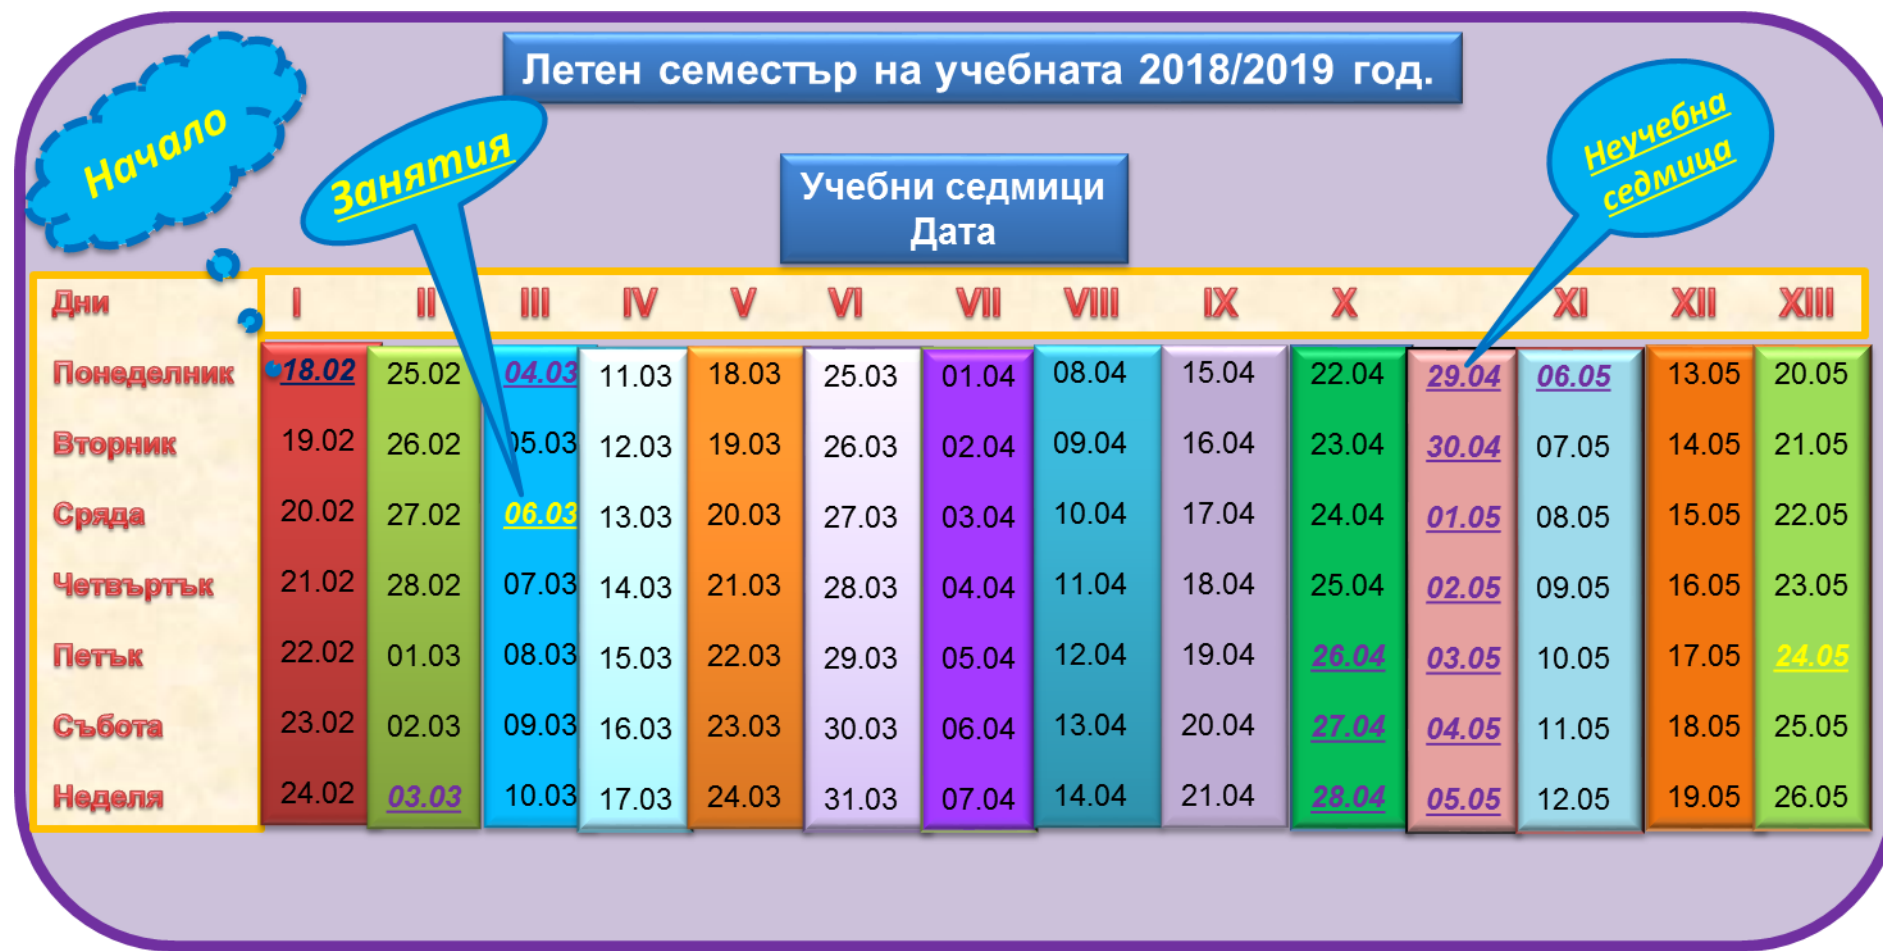 Летен семестър на учебната 2018/2019 год.
Начало
Занятия
Неучебна
седмица
Учебни седмици
Дата
Дни I II III IV V VI VII VIII IX X XI XII XIII
Понеделник 18.02 25.02 04.03 11.03 18.03 25.03 01.04 08.04 15.04 22.04 29.04 06.05 13.05 20.05
Вторник 19.02 26.02 05.03 12.03 19.03 26.03 02.04 09.04 16.04 23.04 30.04 07.05 14.05 21.05
Сряда 20.02 27.02 06.03 13.03 20.03 27.03 03.04 10.04 17.04 24.04 01.05 08.05 15.05 22.05
Четвъртък 21.02 28.02 07.03 14.03 21.03 28.03 04.04 11.04 18.04 25.04 02.05 09.05 16.05 23.05
Петък 22.02 01.03 08.03 15.03 22.03 29.03 05.04 12.04 19.04 26.04 03.05 10.05 17.05 24.05
Събота 23.02 02.03 09.03 16.03 23.03 30.03 06.04 13.04 20.04 27.04 04.05 11.05 18.05 25.05
Неделя 24.02 03.03 10.03 17.03 24.03 31.03 07.04 14.04 21.04 28.04 05.05 12.05 19.05 26.05